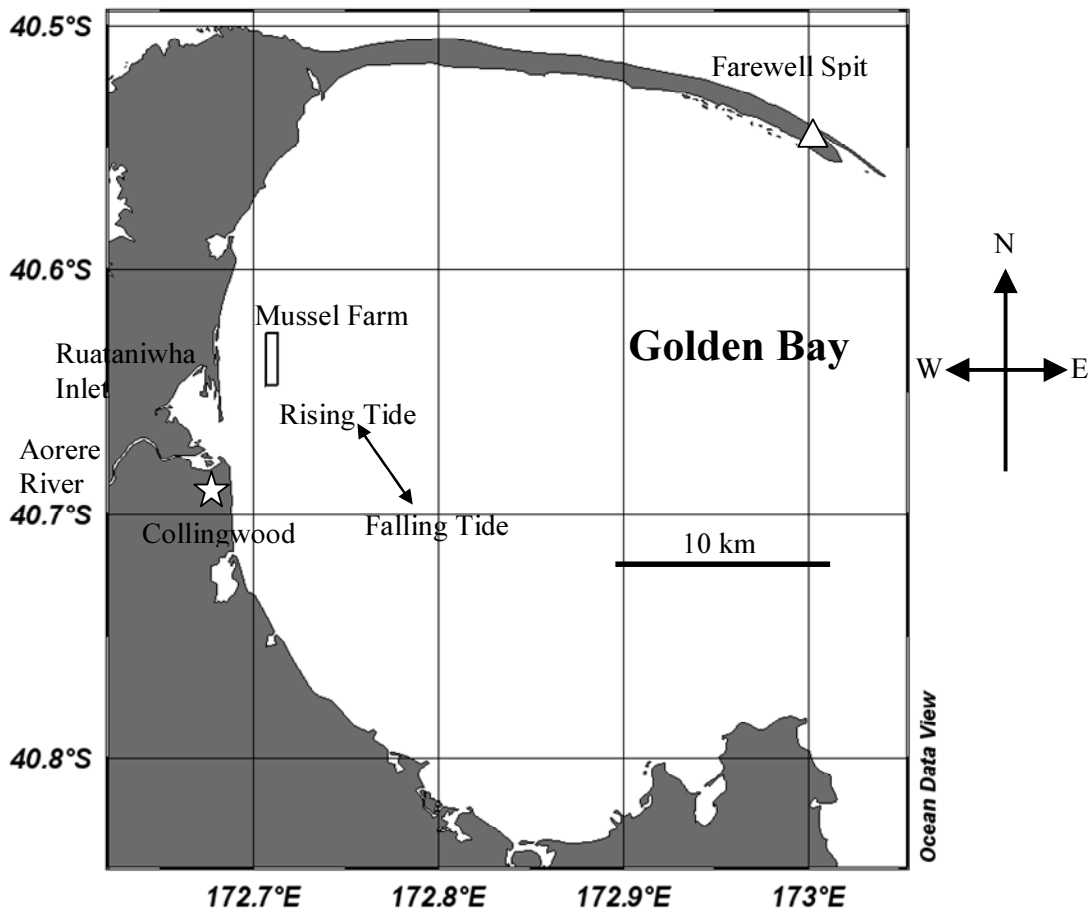 40.5°S
Farewell Spit
40.6°S
N
Mussel Farm
Golden Bay
Ruataniwha
Inlet
W
E
Rising Tide
Aorere
River
40.7°S
Falling Tide
Collingwood
10 km
40.8°S
Ocean Data View
172.7°E
172.8°E
172.9°E
173°E